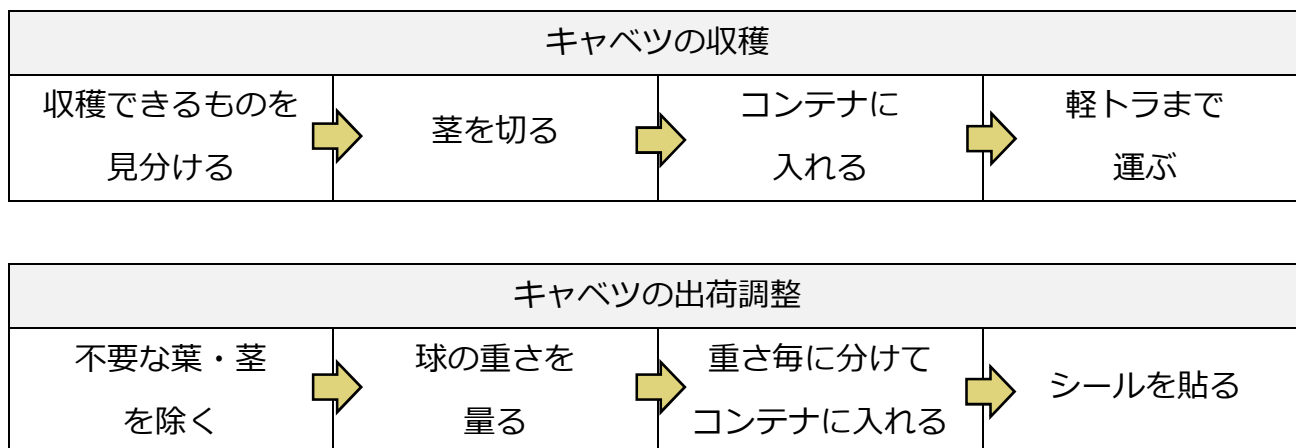 キャベツの収穫
収穫できるものを
見分ける
茎を切る
コンテナに
入れる
軽トラまで
運ぶ
キャベツの出荷調整
不要な葉・茎
を除く
球の重さを
量る
重さ毎に分けて
コンテナに入れる
シールを貼る